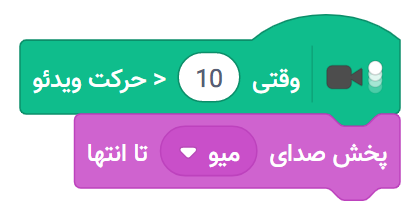 وقتی 10 < حرکت ویدئو
پخش صدای میو تا انتها